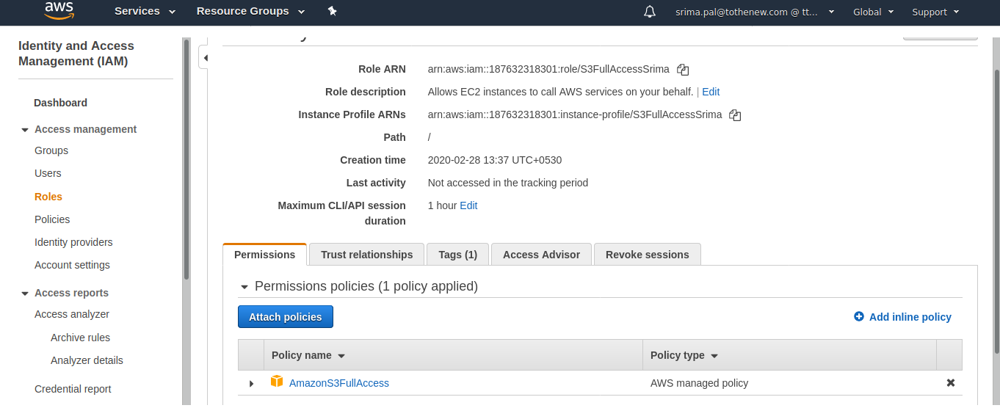 aws Services Resource Groups srima.pal@tothenew.com @ tt... Global Support
Identity and Access
Management (IAM)
Dashboard
Access management
Groups
Users
Roles
Policies
Identity providers
Account settings
Access reports
Access analyzer
Archive rules
Analyzer details
Credential report
Role ARN arn:aws:iam::187632318301:role/S3FullAccessSrima
Role description Allows EC2 instances to call AWS services on your behalf. | Edit
Instance Profile ARNs arn:aws:iam::187632318301:instance-profile/S3FullAccessSrima
Path /
Creation time 2020-02-28 13:37 UTC+0530
Last activity Not accessed in the tracking period
Maximum CLI/API session 1 hour Edit
duration
Permissions Trust relationships Tags (1) Access Advisor Revoke sessions
Permissions policies (1 policy applied)
Attach policies Add inline policy
Policy name Policy type
AmazonS3FullAccess AWS managed policy